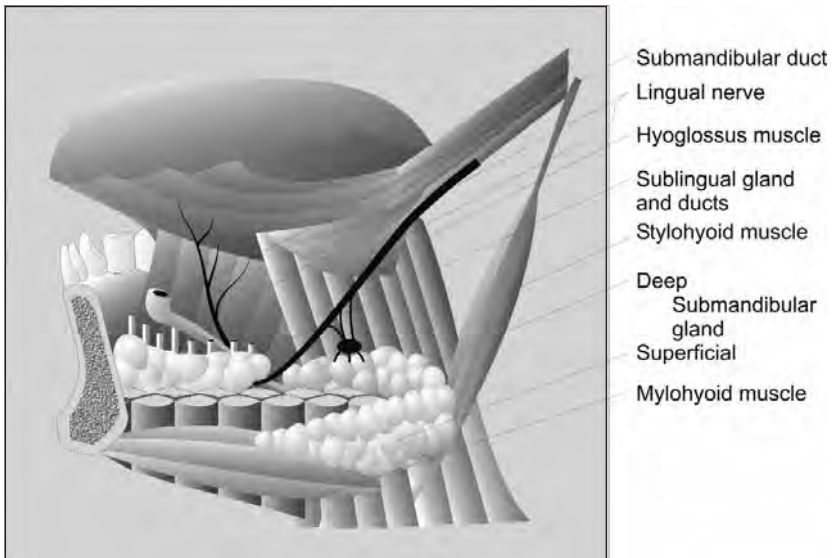 Submandibular duct
Lingual nerve
Hyoglossus muscle
Sublingual gland
and ducts
Stylohyoid muscle
Deep
Submandibular
gland
Superficial
Mylohyoid muscle